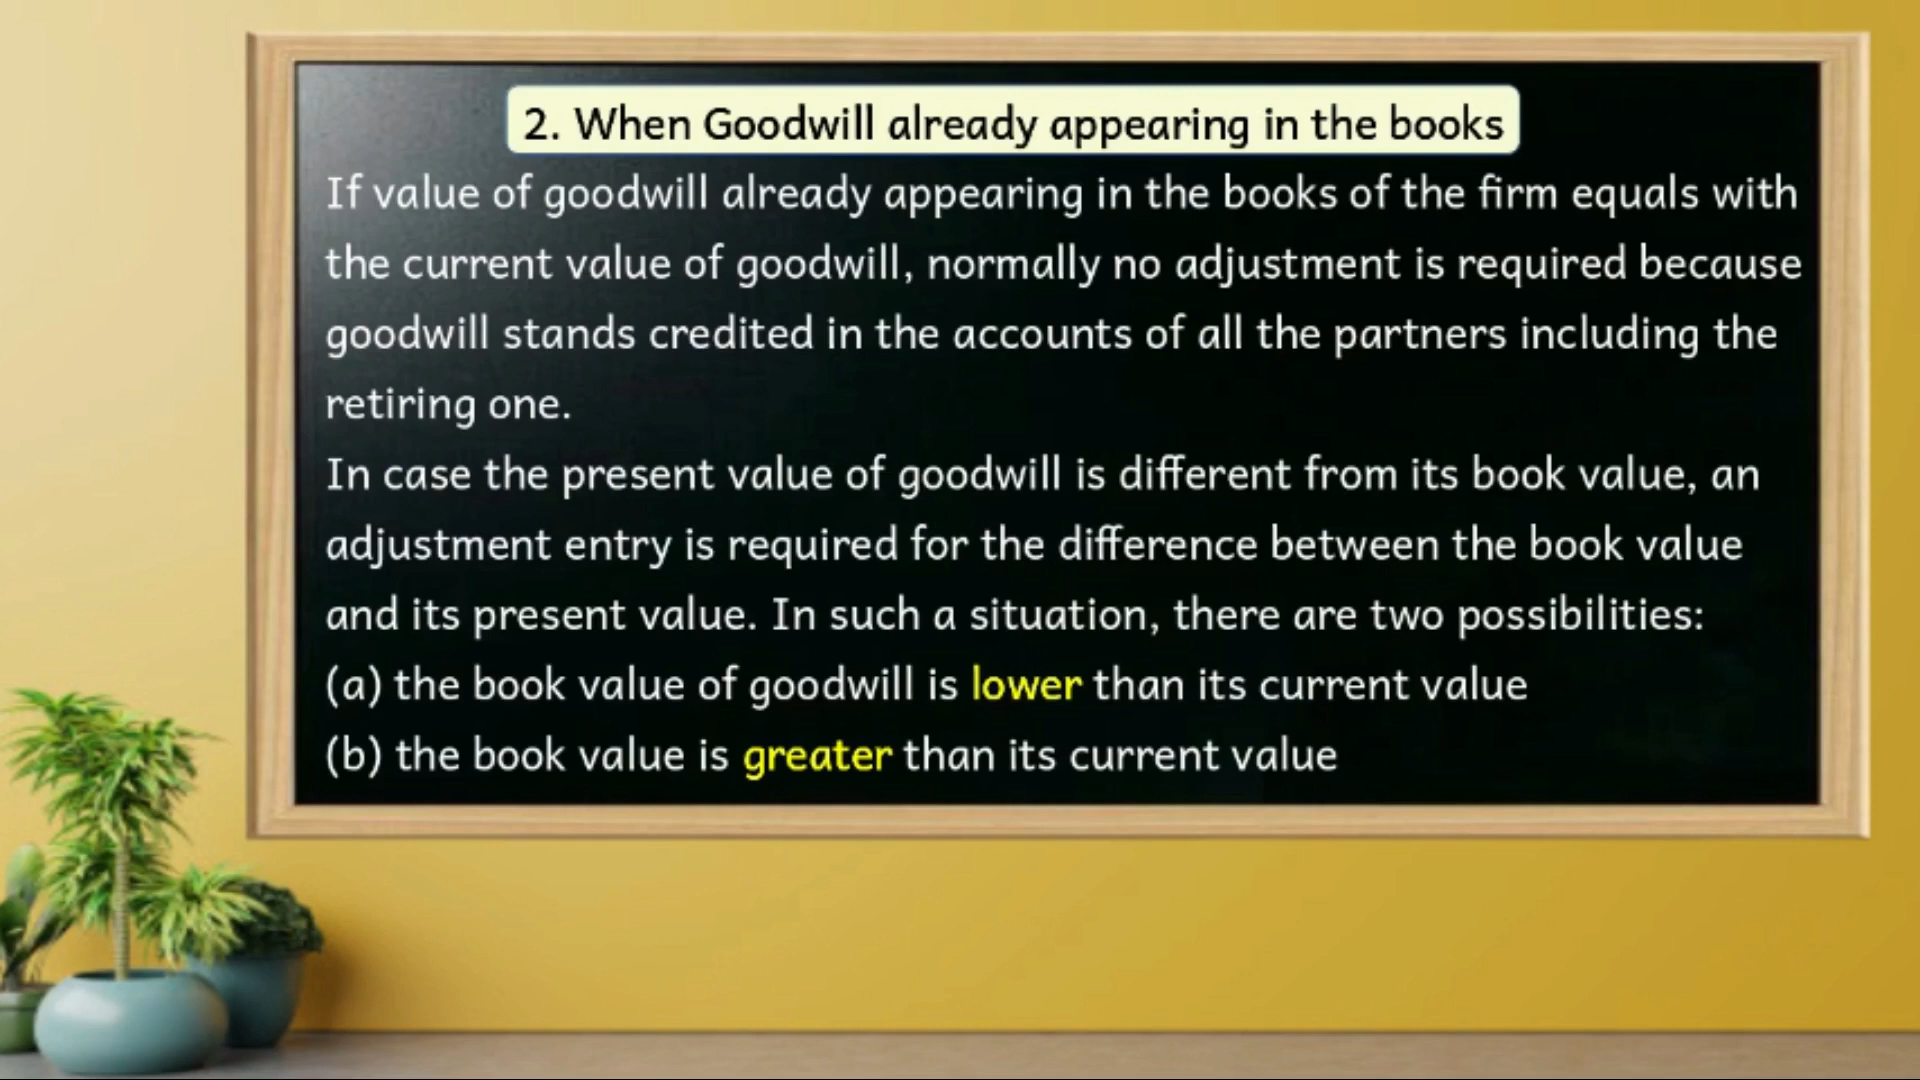 2. When Goodwill already appearing in the books
If value of goodwill already appearing in the books of the firm equals with
the current value of goodwill, normally no adjustment is required because
goodwill stands credited in the accounts of all the partners including the
retiring one.
In case the present value of goodwill is different from its book value, an
adjustment entry is required for the difference between the book value
and its present value. In such a situation, there are two possibilities:
(a) the book value of goodwill is lower than its current value
(b) the book value is greater than its current value